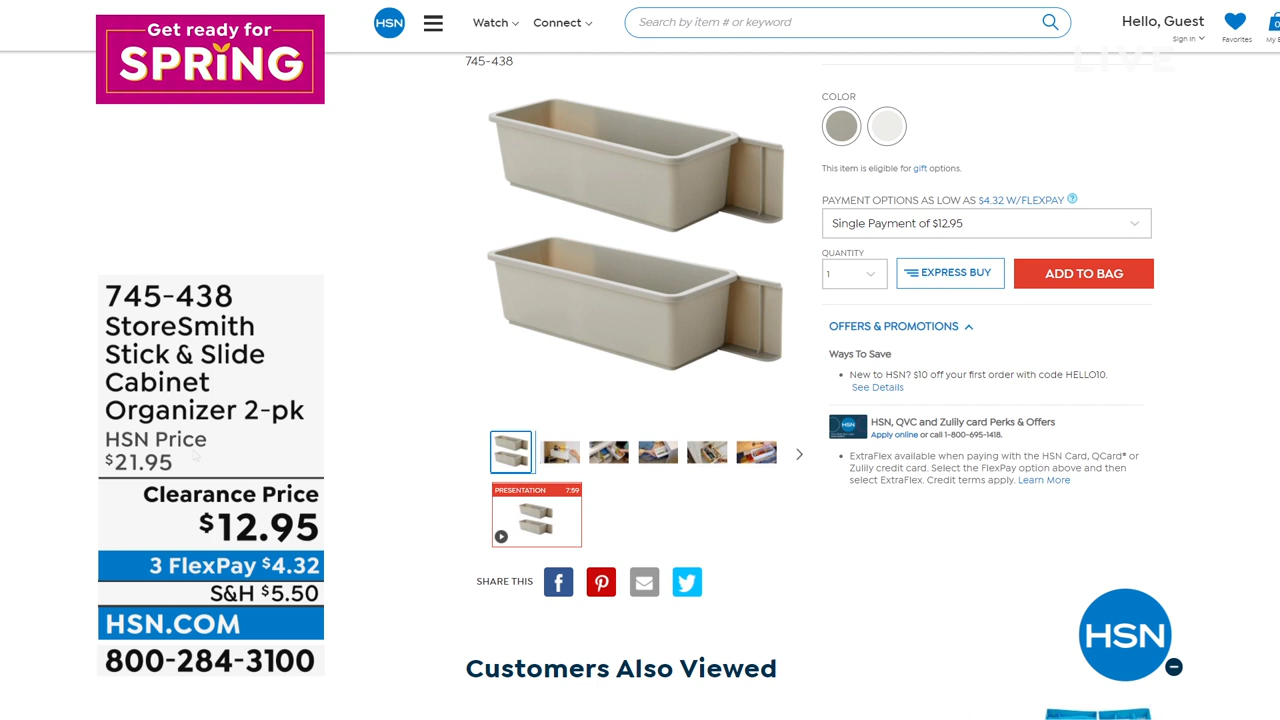 Get ready for
SPRING
HSN
Watch
Connect
Search by item # or keyword
Hello, Guest
Sign In
Favorites
My B
0
LIVE
745-438
COLOR
This item is eligible for gift options.
PAYMENT OPTIONS AS LOW AS $4.32 W/FLEXPAY ?
Single Payment of $12.95
QUANTITY
1
EXPRESS BUY
ADD TO BAG
OFFERS & PROMOTIONS
Ways To Save
• New to HSN? $10 off your first order with code HELLO10.
See Details
HSN
HSN, QVC and Zulily card Perks & Offers
Apply online or call 1-800-695-1418.
• ExtraFlex available when paying with the HSN Card, QCard® or
Zulily credit card. Select the FlexPay option above and then
select ExtraFlex. Credit terms apply. Learn More
745-438
StoreSmith
Stick & Slide
Cabinet
Organizer 2-pk
HSN Price
$21.95
Clearance Price
$12.95
3 FlexPay $4.32
S&H $5.50
HSN.COM
800-284-3100
PRESENTATION 7:59
SHARE THIS
HSN
Customers Also Viewed